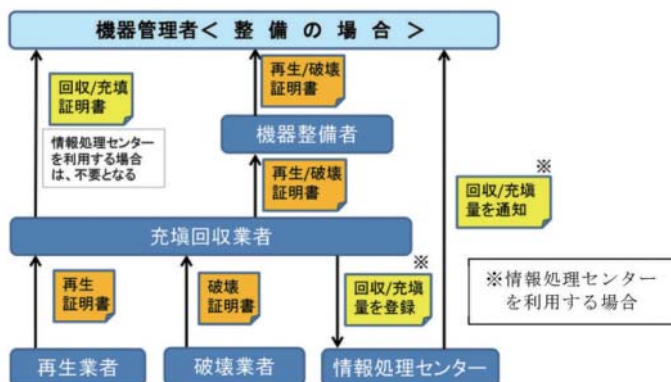 機器管理者＜ 整 備 の 場 合 ＞
回収/充填
証明書
情報処理センター
を利用する場合
は、不要となる
再生/破壊
証明書
機器整備者
再生/破壊
証明書
※
回収/充塡
量を通知
充塡回収業者
再生
証明書
破壊
証明書
※
回収/充塡
量を登録
※情報処理センター
を利用する場合
再生業者
破壊業者
情報処理センター